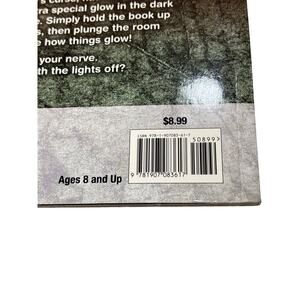 's curse, 
ra special glow in the dark
e. Simply hold the book up
s, then plunge the room
e how things glow!
your nerve.
th the lights off?
$8.99
ISBN 978-1-907083-61-7
50899>
Ages 8 and Up
9 781907 083617